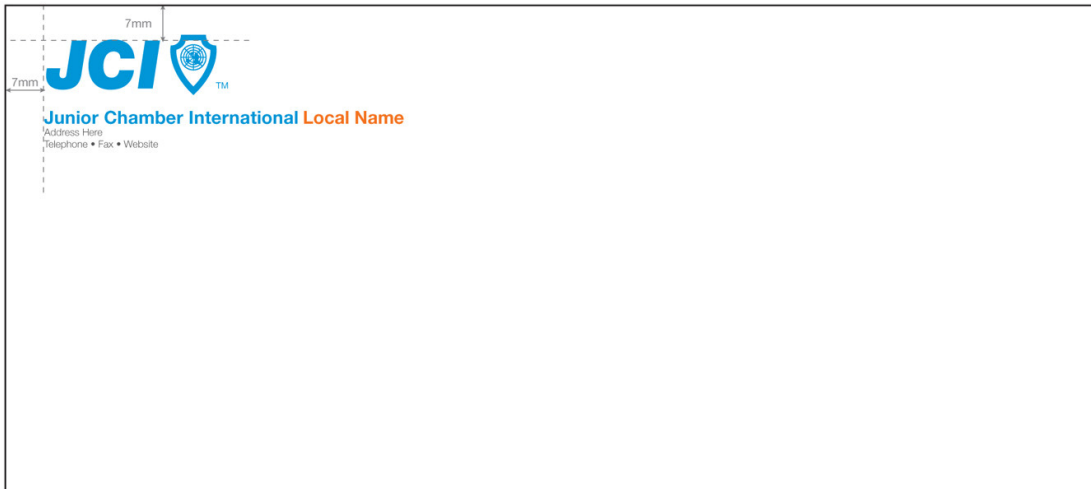 7mm
7mm
JCI
TM
Junior Chamber International Local Name
Address Here
Telephone • Fax • Website